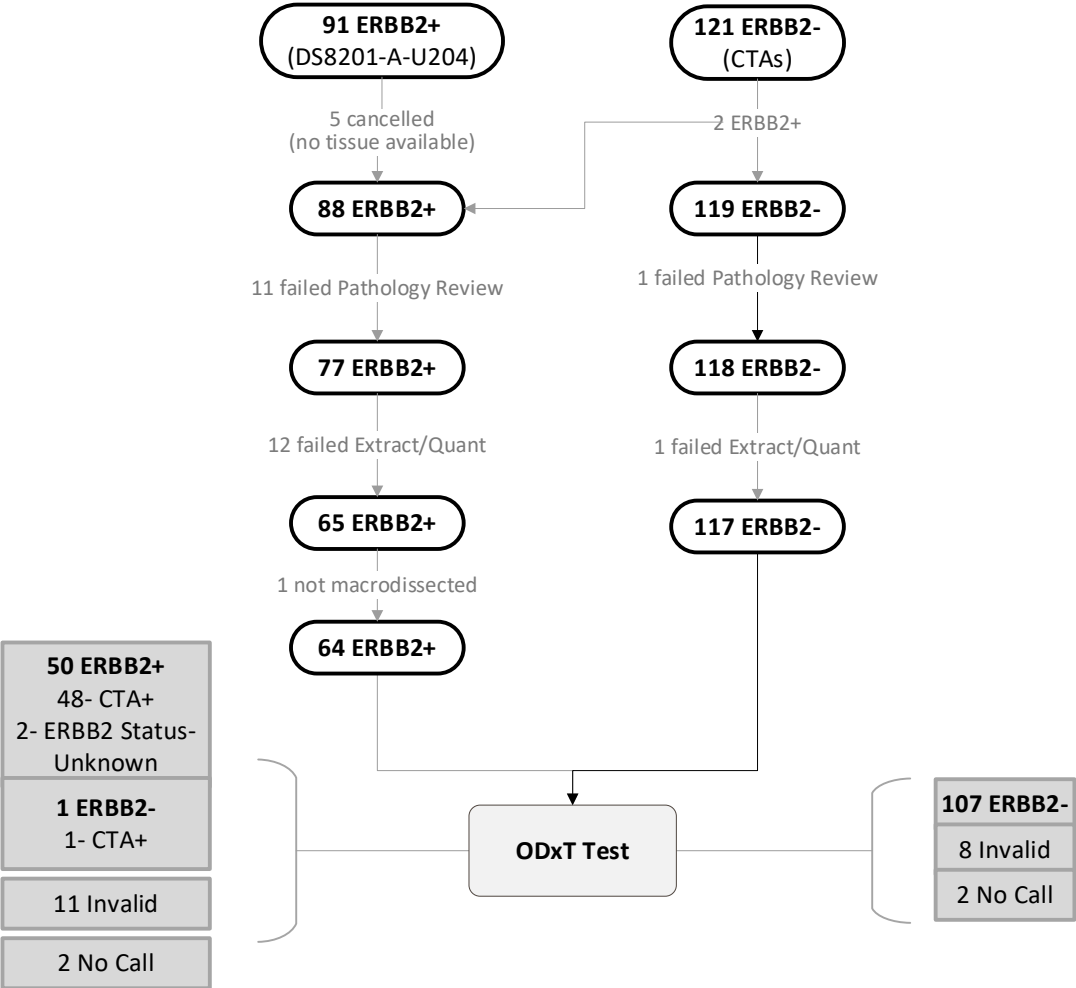 91 ERBB2+
(DS8201-A-U204)
121 ERBB2-
(CTAs)
5 cancelled
(no tissue available)
2 ERBB2+
88 ERBB2+
119 ERBB2-
11 failed Pathology Review
1 failed Pathology Review
77 ERBB2+
118 ERBB2-
12 failed Extract/Quant
1 failed Extract/Quant
65 ERBB2+
117 ERBB2-
1 not macrodissected
64 ERBB2+
50 ERBB2+
48- CTA+
2- ERBB2 Status-
Unknown
1 ERBB2-
1- CTA+
11 Invalid
2 No Call
ODxT Test
107 ERBB2-
8 Invalid
2 No Call